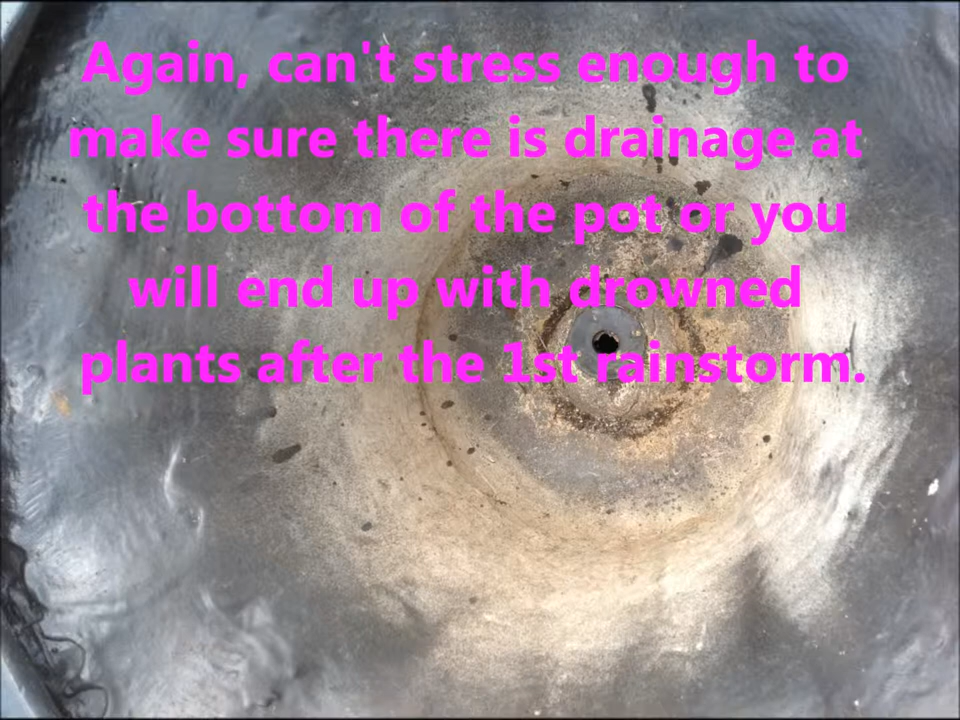 Again, can't stress enough to
make sure there is drainage at
the bottom of the pot or you
will end up with drowned
plants after the 1st rainstorm.